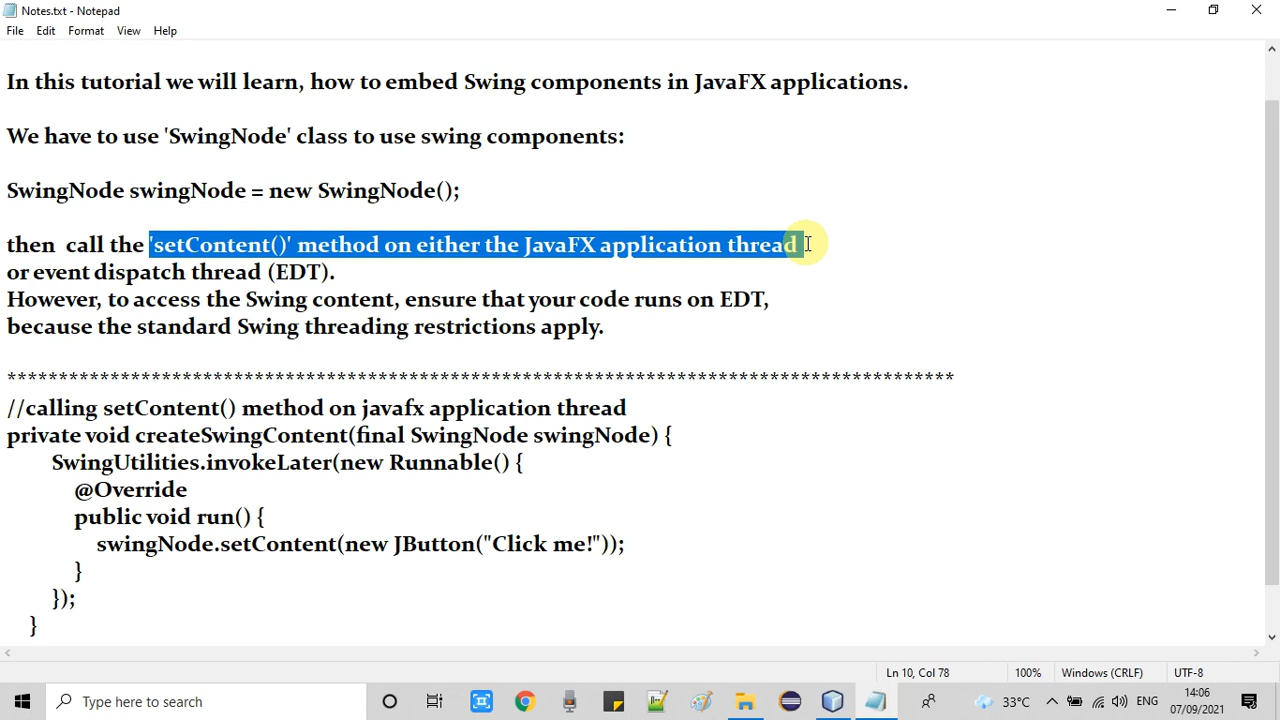 Notes.txt - Notepad
File Edit Format View Help
In this tutorial we will learn, how to embed Swing components in JavaFX applications.
We have to use 'SwingNode' class to use swing components:
SwingNode swingNode = new SwingNode();
then  call the 'setContent()' method on either the JavaFX application thread
or event dispatch thread (EDT).
However, to access the Swing content, ensure that your code runs on EDT,
because the standard Swing threading restrictions apply.
********************************************************************************************
//calling setContent() method on javafx application thread
private void createSwingContent(final SwingNode swingNode) {
SwingUtilities.invokeLater(new Runnable() {
@Override
public void run() {
swingNode.setContent(new JButton("Click me!"));
}
});
}
Ln 10, Col 78 100% Windows (CRLF) UTF-8
Type here to search 33°C ENG 14:06
07/09/2021